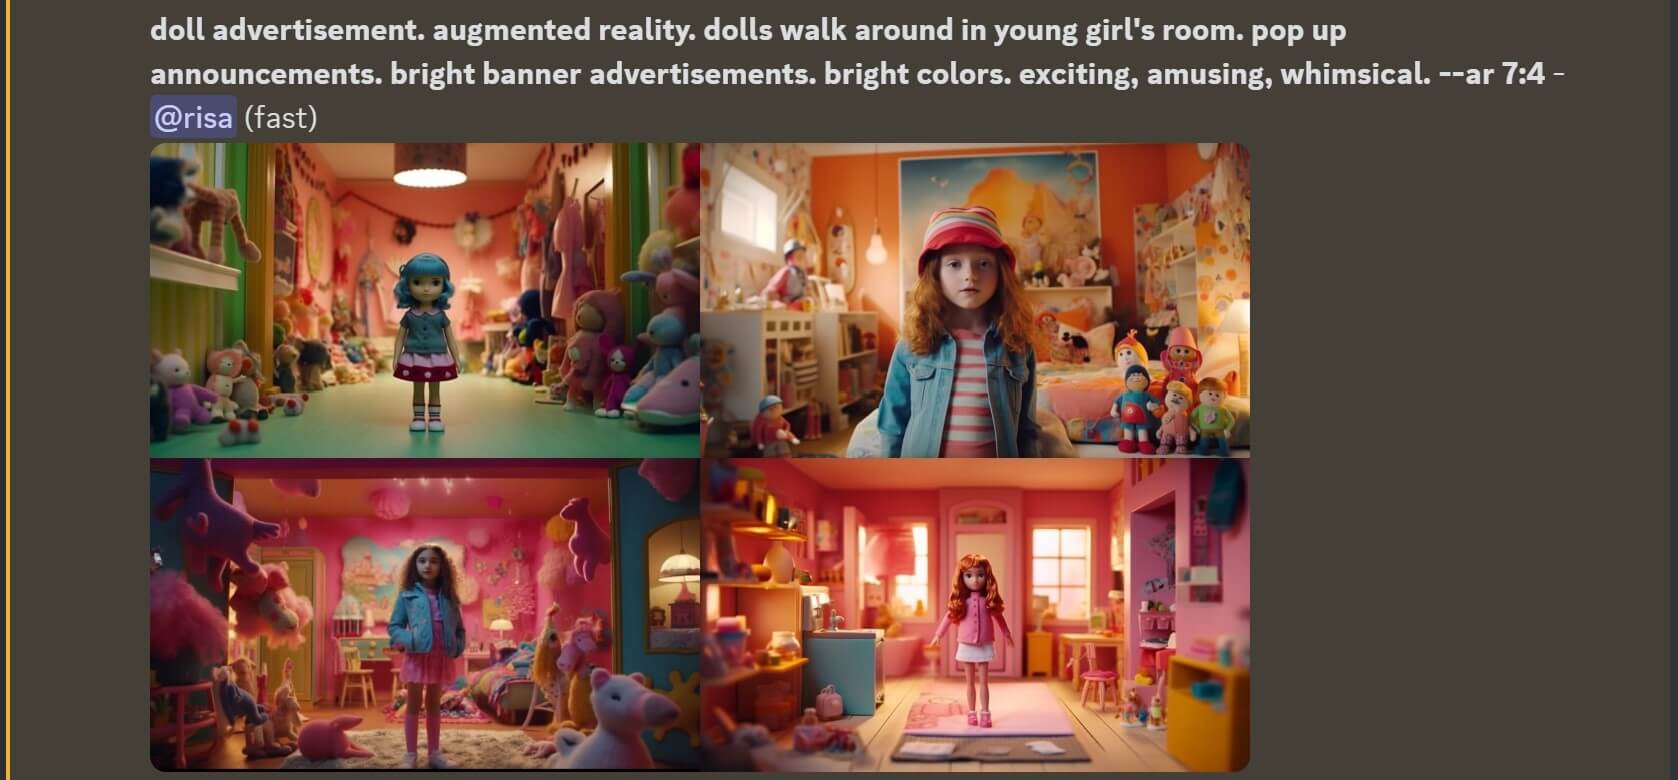 doll advertisement. augmented reality. dolls walk around in young girl's room. pop up
announcements. bright banner advertisements. bright colors. exciting, amusing, whimsical. --ar 7:4 -
@risa (fast)